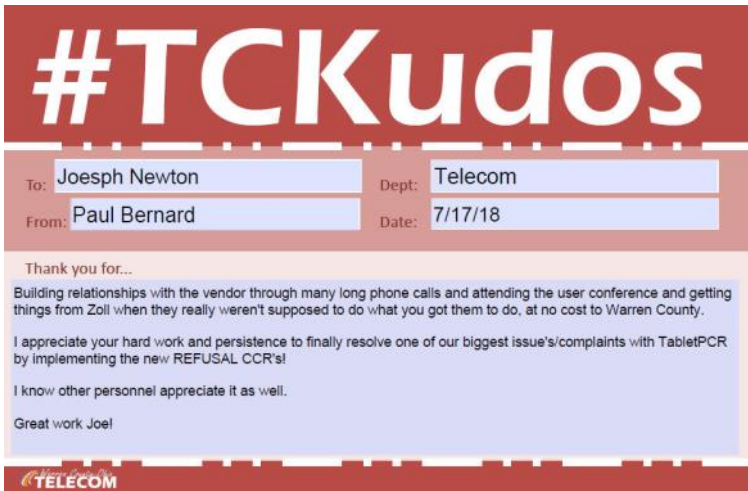 #TCKudos
To: Joesph Newton
Dept: Telecom
From: Paul Bernard
Date: 7/17/18
Thank you for...
Building relationships with the vendor through many long phone calls and attending the user conference and getting
things from Zoll when they really weren't supposed to do what you got them to do, at no cost to Warren County.
I appreciate your hard work and persistence to finally resolve one of our biggest issue's/complaints with TabletPCR
by implementing the new REFUSAL CCR's!
I know other personnel appreciate it as well.
Great work Joe!
Warren County Ohio
TELECOM